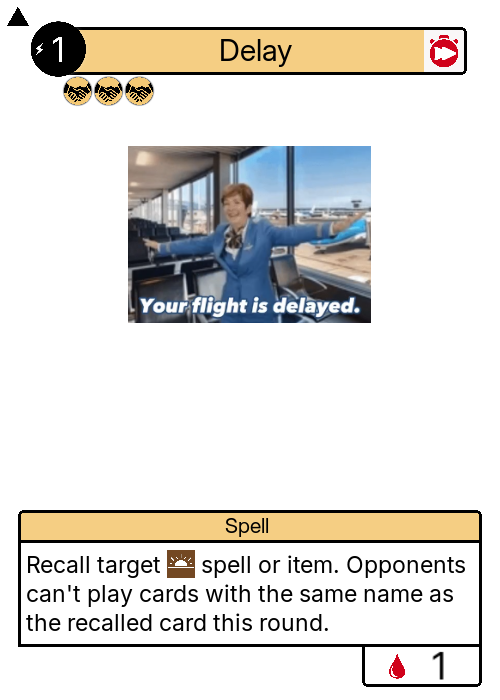 1
Delay
Your flight is delayed.
Spell
Recall target spell or item. Opponents
can't play cards with the same name as
the recalled card this round.
1